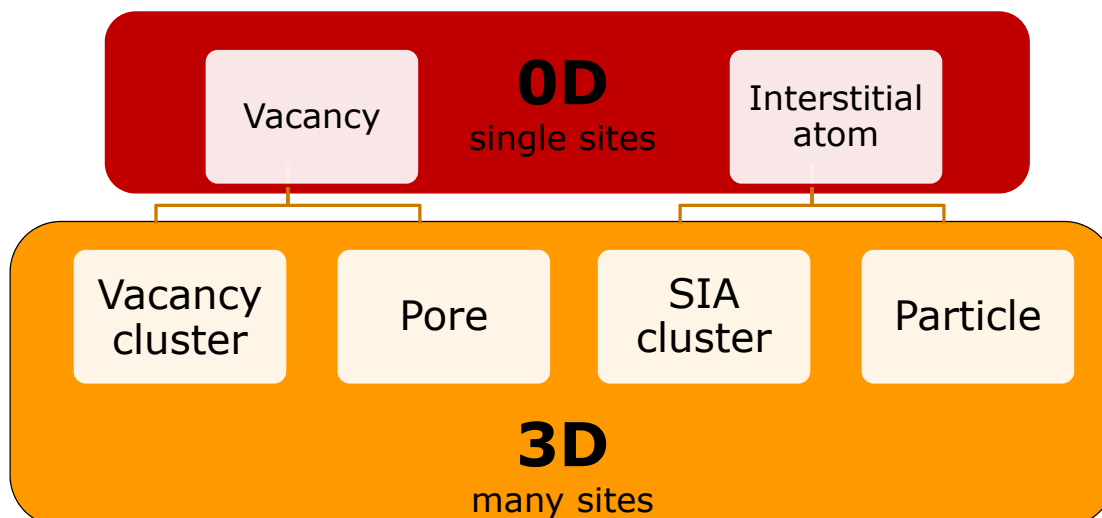 Vacancy
0D
single sites
Interstitial
atom
Vacancy
cluster
Pore
SIA
cluster
Particle
3D
many sites